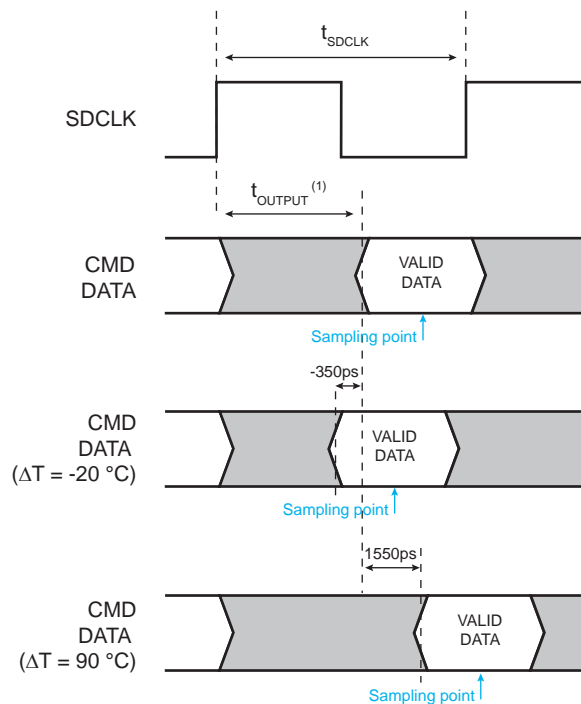 tSDCLK
SDCLK
tOUTPUT (1)
CMD
DATA
VALID
DATA
Sampling point
-350ps
CMD
DATA
(ΔT = -20 °C)
VALID
DATA
Sampling point
1550ps
CMD
DATA
(ΔT = 90 °C)
VALID
DATA
Sampling point